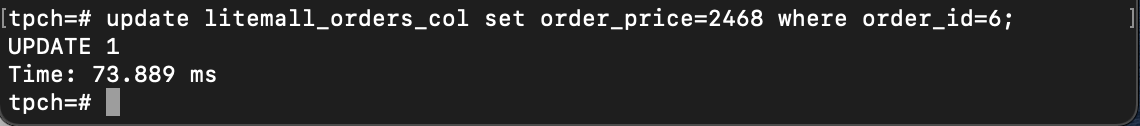 [tpch=# update litemall_orders_col set order_price=2468 where order_id=6; ]
UPDATE 1
Time: 73.889 ms
tpch=#